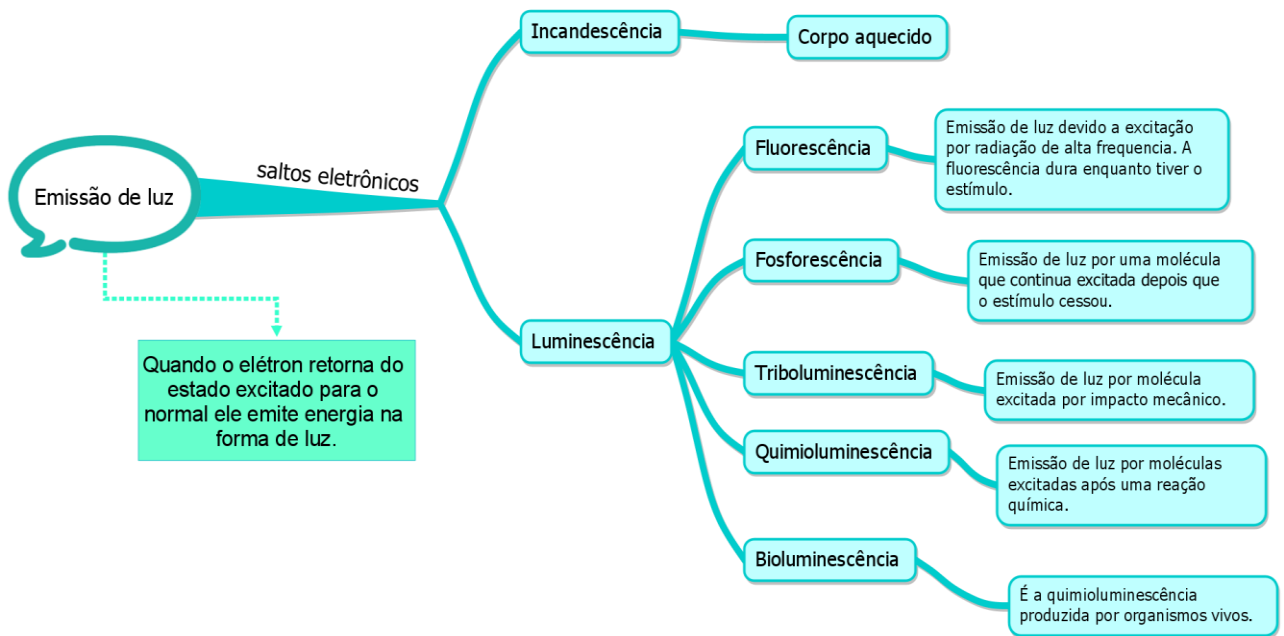 Emissão de luz
saltos eletrônicos
Quando o elétron retorna do
estado excitado para o
normal ele emite energia na
forma de luz.
Incandescência
Corpo aquecido
Luminescência
Fluorescência
Emissão de luz devido a excitação
por radiação de alta frequencia. A
fluorescência dura enquanto tiver o
estímulo.
Fosforescência
Emissão de luz por uma molécula
que continua excitada depois que
o estímulo cessou.
Triboluminescência
Emissão de luz por molécula
excitada por impacto mecânico.
Quimioluminescência
Emissão de luz por moléculas
excitadas após uma reação
química.
Bioluminescência
É a quimioluminescência
produzida por organismos vivos.